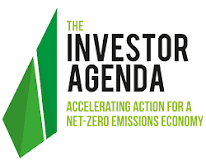 THE
INVESTOR
AGENDA
ACCELERATING ACTION FOR A
NET-ZERO EMISSIONS ECONOMY